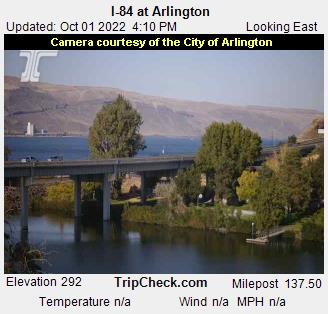 I-84 at Arlington
Updated: Oct 01 2022 4:10 PM Looking East
Camera courtesy of the City of Arlington
Elevation 292 TripCheck.com Milepost 137.50
Temperature n/a Wind n/a MPH n/a